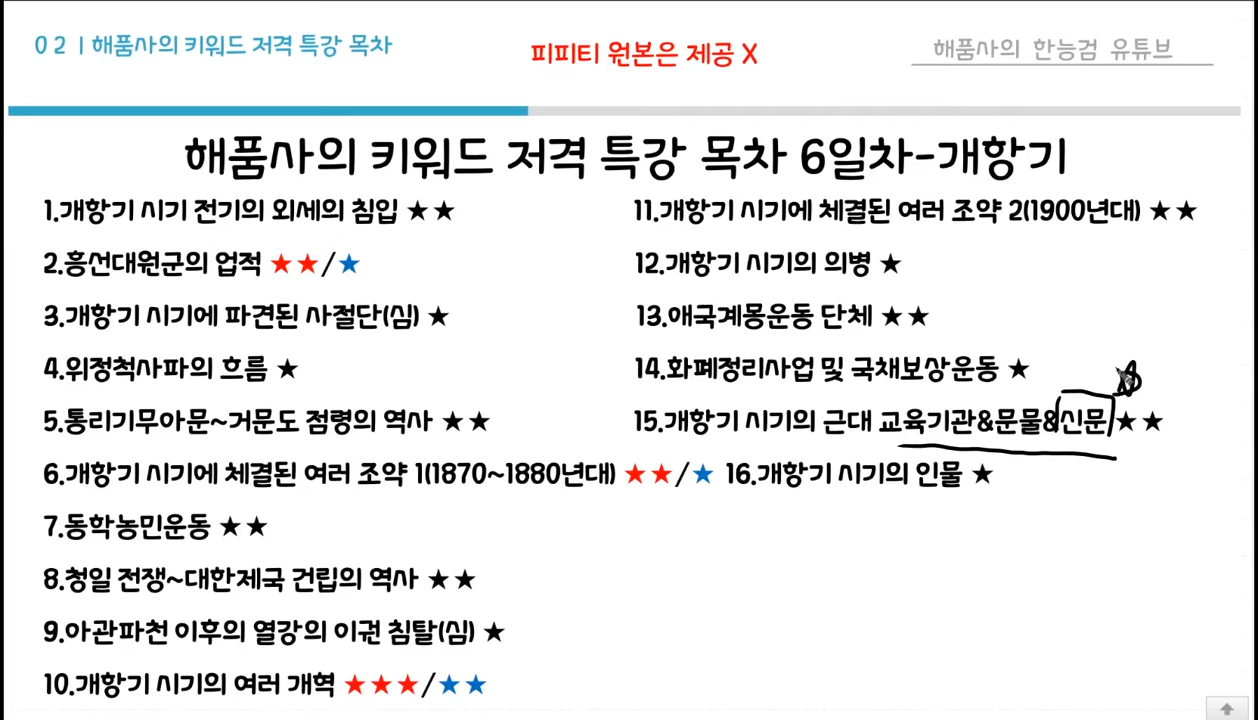 02 | 해품사의 키워드 저격 특강 목차
피피티 원본은 제공 X
해품사의 한능검 유튜브
해품사의 키워드 저격 특강 목차 6일차-개항기
1.개항기 시기 전기의 외세의 침입 ★★
2.흥선대원군의 업적 ★★/★
3.개항기 시기에 파견된 사절단(심) ★
4.위정척사파의 흐름 ★
5.통리기무아문~거문도 점령의 역사 ★★
6.개항기 시기에 체결된 여러 조약 1(1870~1880년대) ★★/★
7.동학농민운동 ★★
8.청일 전쟁~대한제국 건립의 역사 ★★
9.아관파천 이후의 열강의 이권 침탈(심) ★
10.개항기 시기의 여러 개혁 ★★★/★★
11.개항기 시기에 체결된 여러 조약 2(1900년대) ★★
12.개항기 시기의 의병 ★
13.애국계몽운동 단체 ★★
14.화폐정리사업 및 국채보상운동 ★
15.개항기 시기의 근대 교육기관&문물&신문 ★★
16.개항기 시기의 인물 ★